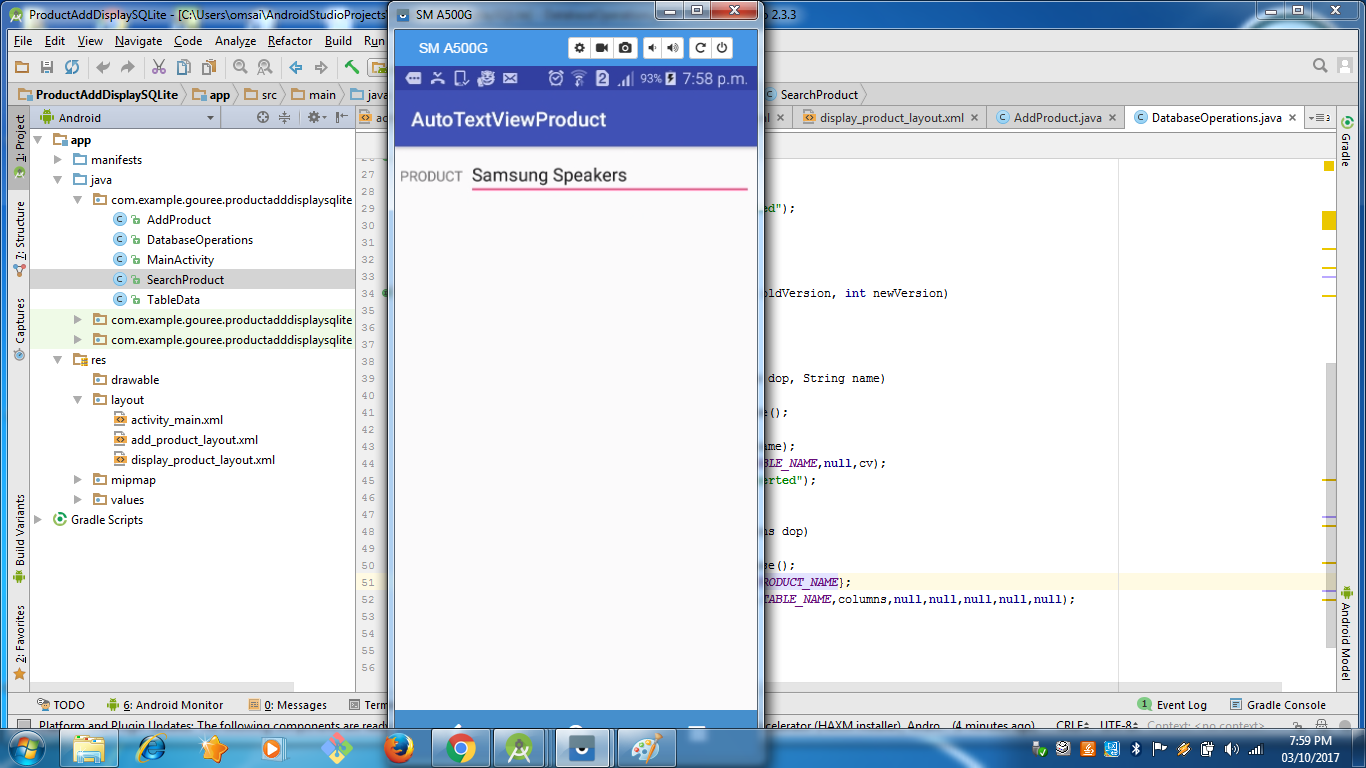 ProductAddDisplaySQLite - [C:\Users\omsai\AndroidStudioProjects\
SM A500G
2.3.3
File Edit View Navigate Code Analyze Refactor Build Run
SM A500G
93% 7:58 p.m.
ProductAddDisplaySQLite app src main java
SearchProduct
Android
display_product_layout.xml
AddProduct.java
DatabaseOperations.java
AutoTextViewProduct
PRODUCT Samsung Speakers
1: Project
7: Structure
Captures
Build Variants
2: Favorites
app
manifests
java
com.example.gouree.productadddisplaysqlite
AddProduct
DatabaseOperations
MainActivity
SearchProduct
TableData
com.example.gouree.productadddisplaysqlite
com.example.gouree.productadddisplaysqlite
res
drawable
layout
activity_main.xml
add_product_layout.xml
display_product_layout.xml
mipmap
values
Gradle Scripts
27
28
29 ed");
30
31
32
33
34 oldVersion, int newVersion)
35
36
37
38
39 dop, String name)
40
41 e();
42
43 ame);
44 BLE_NAME,null,cv);
45 erted");
46
47
48 ns dop)
49
50 se();
51 PRODUCT_NAME};
52 TABLE_NAME,columns,null,null,null,null,null);
53
54
55
56
Gradle
Android Model
TODO 6: Android Monitor 0: Messages Term
1 Event Log Gradle Console
Platform and Plugin Updates: The following components are ready
celerator (HAXM installer), Andro... (4 minutes ago) CRLF UTF-8 Context: <no context>
7:59 PM
03/10/2017